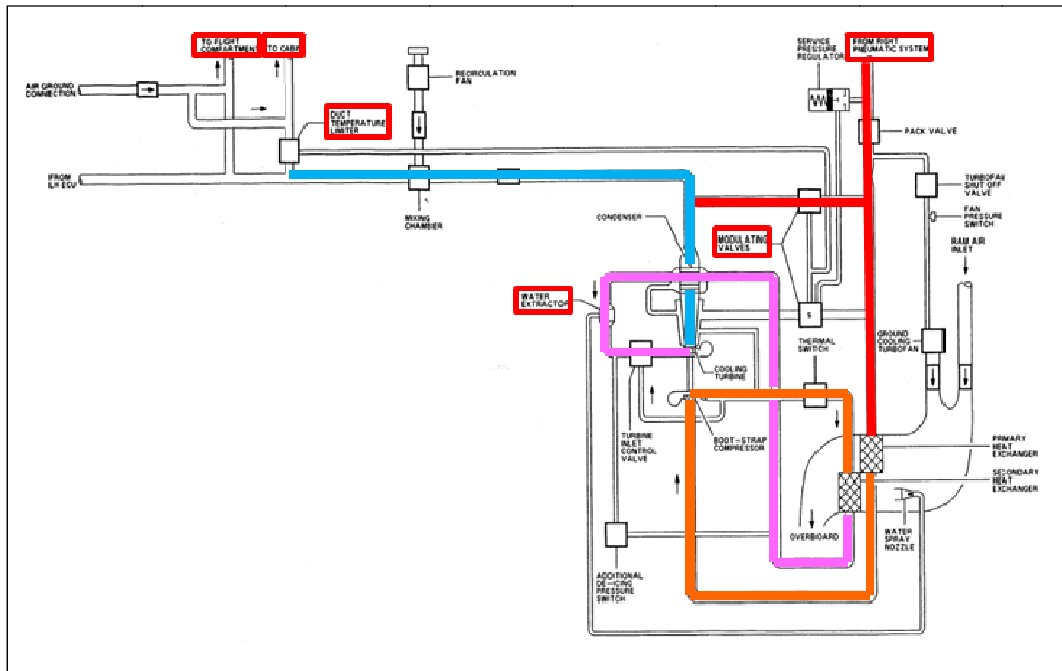 TO FLIGHT
COMPARTMENT
TO CABIN
SERVICE
PRESSURE
REGULATOR
FROM RIGHT
PNEUMATIC SYSTEM
AIR GROUND
CONNECTION
RECIRCULATION
FAN
DUCT
TEMPERATURE
LIMITER
PACK VALVE
FROM
LH ECU
MIXING
CHAMBER
TURBOFAN
SHUT OFF
VALVE
FAN
PRESSURE
SWITCH
RAM AIR
INLET
CONDENSER
MODULATING
VALVES
WATER
EXTRACTOR
S
THERMAL
SWITCH
GROUND
COOLING
TURBOFAN
COOLING
TURBINE
BOOT-STRAP
COMPRESSOR
TURBINE
INLET
CONTROL
VALVE
PRIMARY
HEAT
EXCHANGER
SECONDARY
HEAT
EXCHANGER
OVERBOARD
WATER
SPRAY
NOZZLE
ADDITIONAL
DE-ICING
PRESSURE
SWITCH